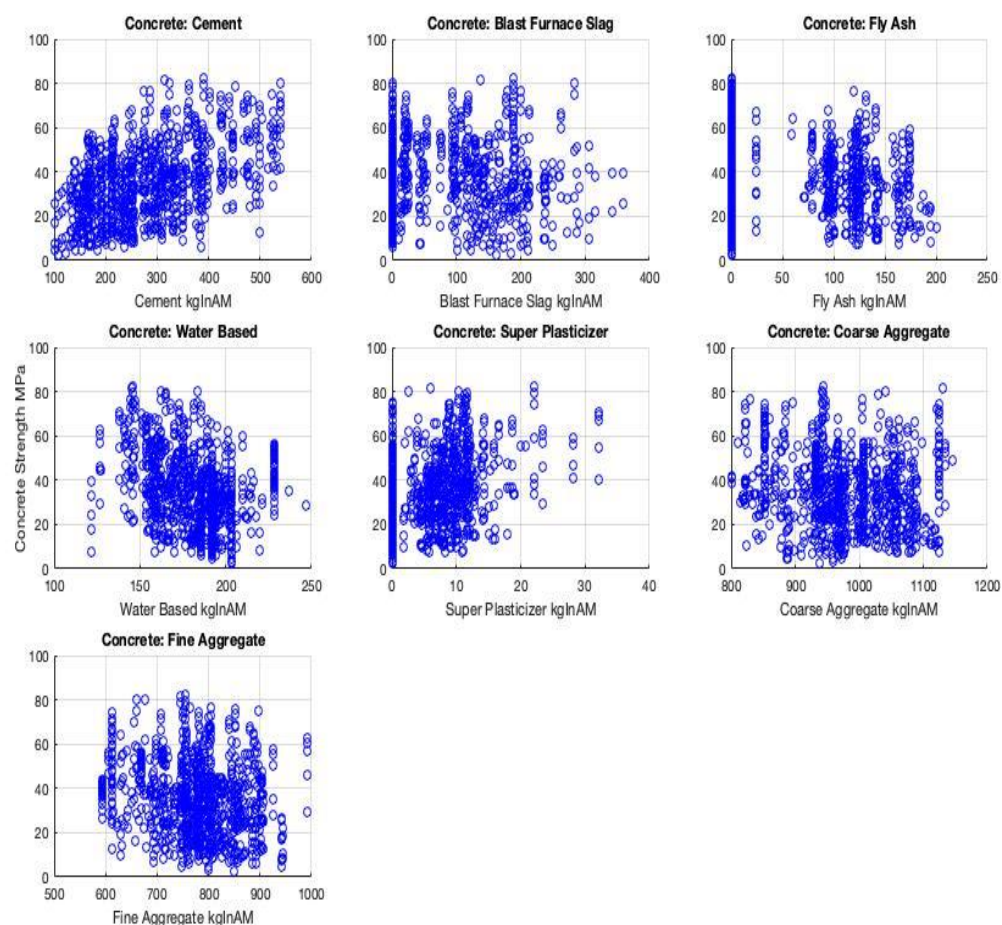 Concrete: Cement
100
80
60
40
20
0
100 200 300 400 500 600
Cement kgInAM
Concrete: Blast Furnace Slag
100
80
60
40
20
0
0 100 200 300 400
Blast Furnace Slag kgInAM
Concrete: Fly Ash
100
80
60
40
20
0
0 50 100 150 200 250
Fly Ash kgInAM
Concrete Strength MPa
Concrete: Water Based
100
80
60
40
20
0
100 150 200 250
Water Based kgInAM
Concrete: Super Plasticizer
100
80
60
40
20
0
0 10 20 30 40
Super Plasticizer kgInAM
Concrete: Coarse Aggregate
100
80
60
40
20
0
800 900 1000 1100 1200
Coarse Aggregate kgInAM
Concrete: Fine Aggregate
100
80
60
40
20
0
500 600 700 800 900 1000
Fine Aggregate kgInAM